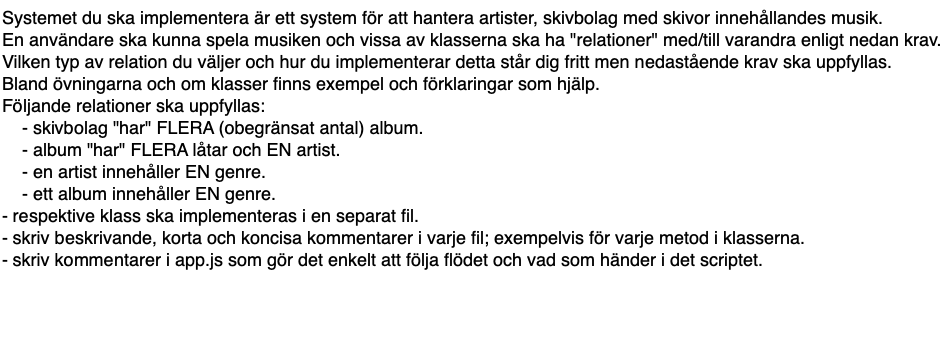 Systemet du ska implementera är ett system för att hantera artister, skivbolag med skivor innehållandes musik.
En användare ska kunna spela musiken och vissa av klasserna ska ha "relationer" med/till varandra enligt nedan krav.
Vilken typ av relation du väljer och hur du implementerar detta står dig fritt men nedastående krav ska uppfyllas.
Bland övningarna och om klasser finns exempel och förklaringar som hjälp.
Följande relationer ska uppfyllas:
- skivbolag "har" FLERA (obegränsat antal) album.
- album "har" FLERA låtar och EN artist.
- en artist innehåller EN genre.
- ett album innehåller EN genre.
- respektive klass ska implementeras i en separat fil.
- skriv beskrivande, korta och koncisa kommentarer i varje fil; exempelvis för varje metod i klasserna.
- skriv kommentarer i app.js som gör det enkelt att följa flödet och vad som händer i det scriptet.